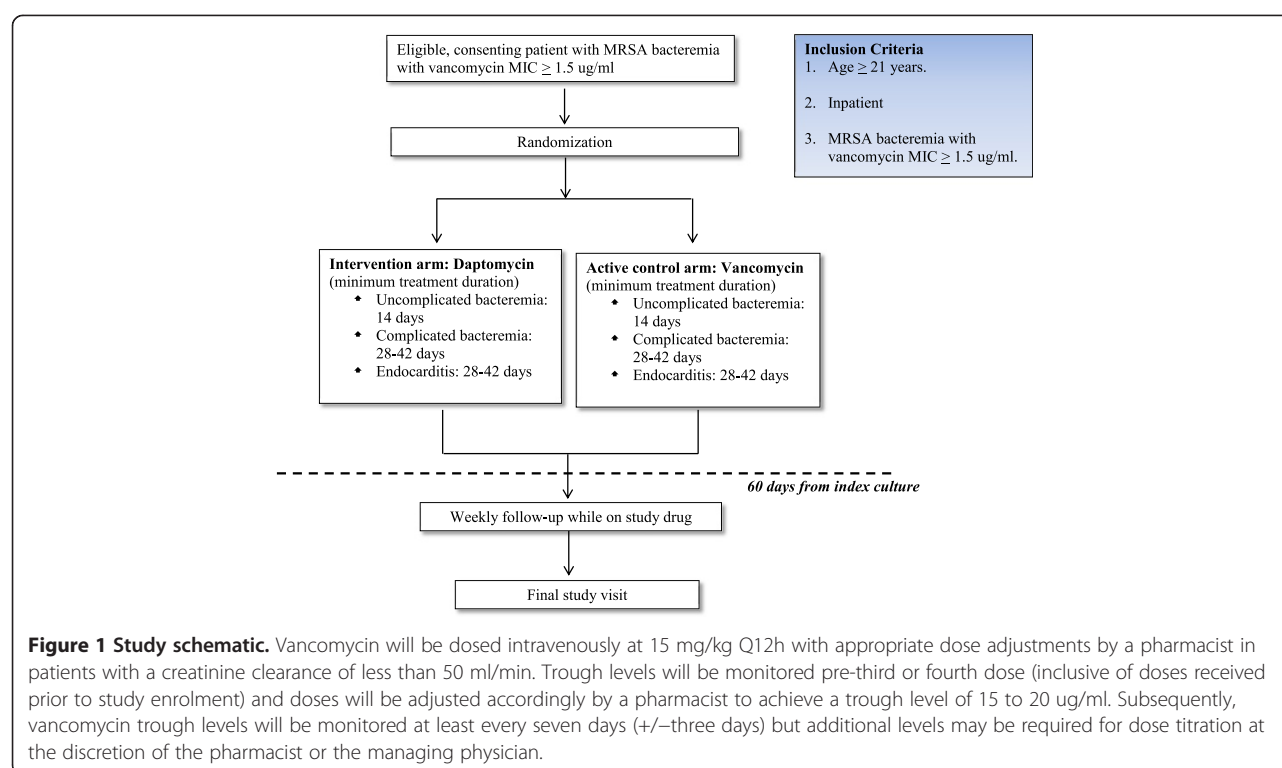 Eligible, consenting patient with MRSA bacteremia
with vancomycin MIC ≥ 1.5 ug/ml
Inclusion Criteria
1. Age ≥ 21 years.
2. Inpatient
3. MRSA bacteremia with
vancomycin MIC ≥ 1.5 ug/ml.
Randomization
Intervention arm: Daptomycin
(minimum treatment duration)
Uncomplicated bacteremia:
14 days
Complicated bacteremia:
28-42 days
Endocarditis: 28-42 days
Active control arm: Vancomycin
(minimum treatment duration)
Uncomplicated bacteremia:
14 days
Complicated bacteremia:
28-42 days
Endocarditis: 28-42 days
60 days from index culture
Weekly follow-up while on study drug
Final study visit
Figure 1 Study schematic. Vancomycin will be dosed intravenously at 15 mg/kg Q12h with appropriate dose adjustments by a pharmacist in
patients with a creatinine clearance of less than 50 ml/min. Trough levels will be monitored pre-third or fourth dose (inclusive of doses received
prior to study enrolment) and doses will be adjusted accordingly by a pharmacist to achieve a trough level of 15 to 20 ug/ml. Subsequently,
vancomycin trough levels will be monitored at least every seven days (+/−three days) but additional levels may be required for dose titration at
the discretion of the pharmacist or the managing physician.